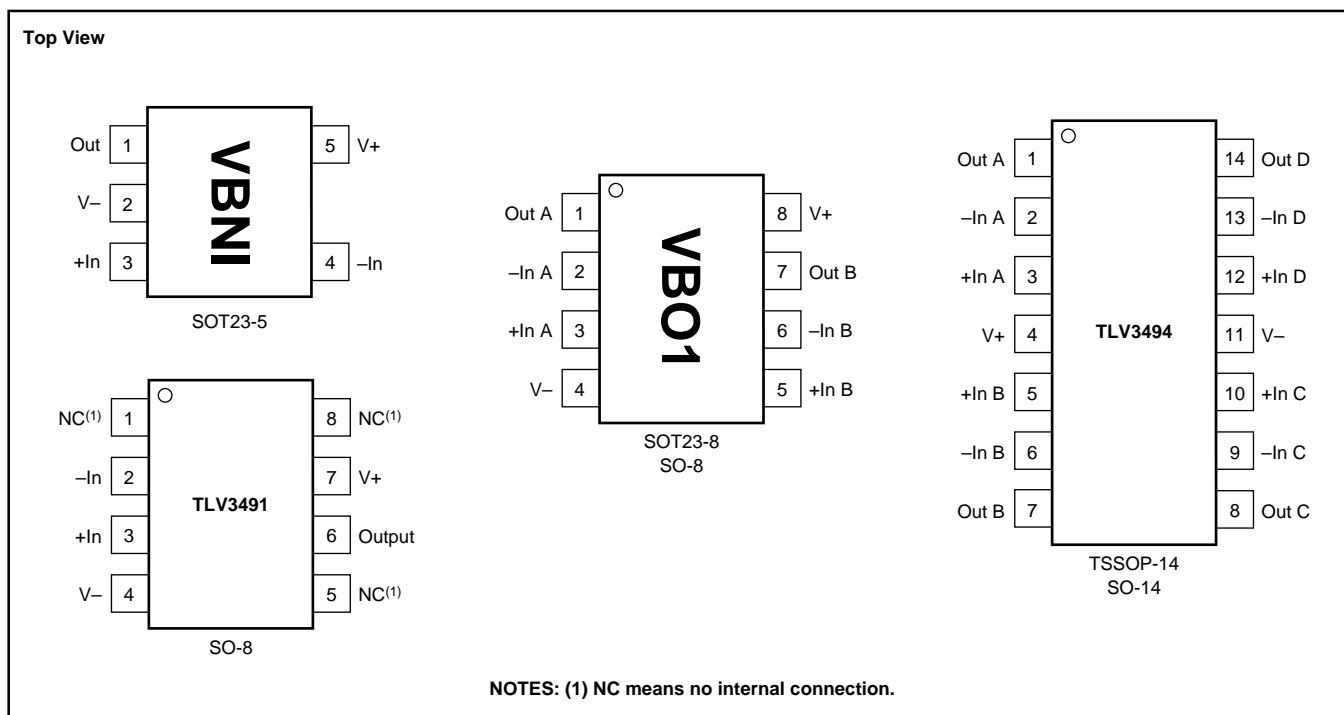 Top View
Out 1
V– 2
+In 3
5 V+
4 –In
VBNI
SOT23-5
NC(1) 1
–In 2
+In 3
V– 4
8 NC(1)
7 V+
6 Output
5 NC(1)
TLV3491
SO-8
Out A 1
–In A 2
+In A 3
V– 4
8 V+
7 Out B
6 –In B
5 +In B
VBO1
SOT23-8
SO-8
Out A 1
–In A 2
+In A 3
V+ 4
+In B 5
–In B 6
Out B 7
14 Out D
13 –In D
12 +In D
11 V–
10 +In C
9 –In C
8 Out C
TLV3494
TSSOP-14
SO-14
NOTES: (1) NC means no internal connection.